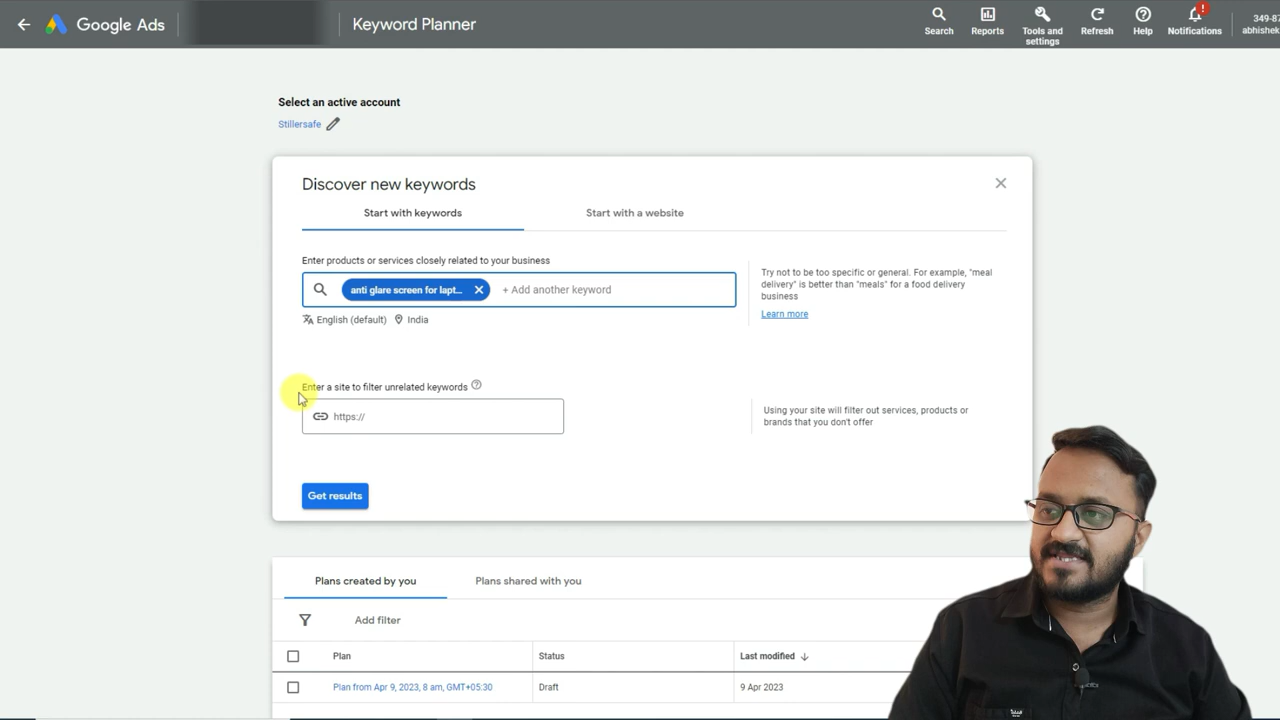 Google Ads
Keyword Planner
Search
Reports
Tools and
settings
Refresh
Help
!
Notifications
349-87
abhishek
Select an active account
Stillersafe
Discover new keywords
Start with keywords
Start with a website
Enter products or services closely related to your business
anti glare screen for lapt...
+ Add another keyword
English (default)
India
Try not to be too specific or general. For example, "meal
delivery" is better than "meals" for a food delivery
business
Learn more
Enter a site to filter unrelated keywords
https://
Using your site will filter out services, products or
brands that you don't offer
Get results
Plans created by you
Plans shared with you
Add filter
Plan
Status
Last modified
Plan from Apr 9, 2023, 8 am, GMT+05:30
Draft
9 Apr 2023